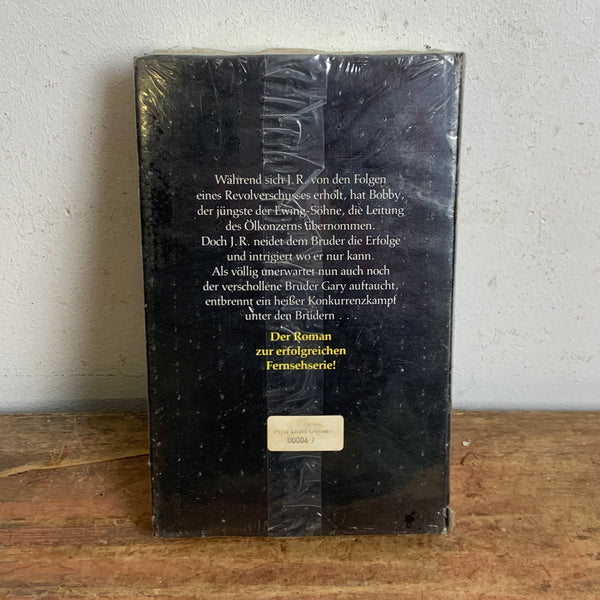 Während sich J. R. von den Folgen
eines Revolverschusses erholt, hat Bobby,
der jüngste der Ewing-Söhne, die Leitung
des Ölkonzerns übernommen.
Doch J. R. neidet dem Bruder die Erfolge
und intrigiert wo er nur kann.
Als völlig unerwartet nun auch noch
der verschollene Bruder Gary auftaucht,
entbrennt ein heißer Konkurrenzkampf
unter den Brüdern . . .
Der Roman
zur erfolgreichen
Fernsehserie!